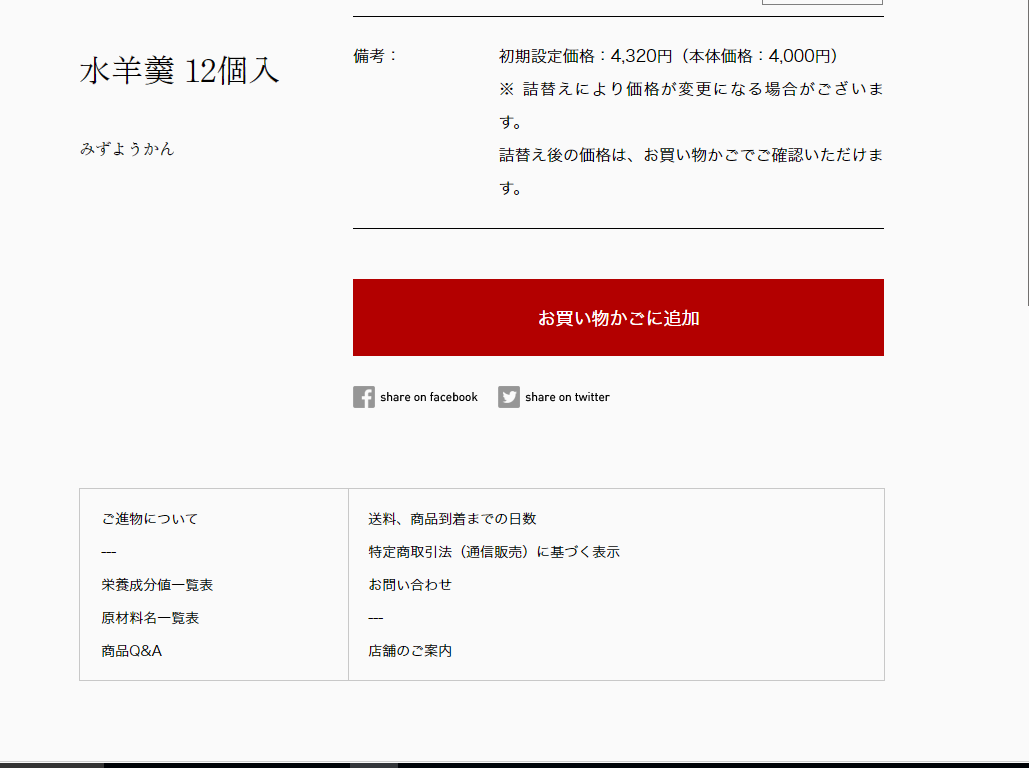 水羊羹 12個入
みずようかん
備考：
初期設定価格：4,320円（本体価格：4,000円）
※ 詰替えにより価格が変更になる場合がございま
す。
詰替え後の価格は、お買い物かごでご確認いただけま
す。
お買い物かごに追加
share on facebook
share on twitter
ご進物について
---
栄養成分値一覧表
原材料名一覧表
商品Q&A
送料、商品到着までの日数
特定商取引法（通信販売）に基づく表示
お問い合わせ
---
店舗のご案内